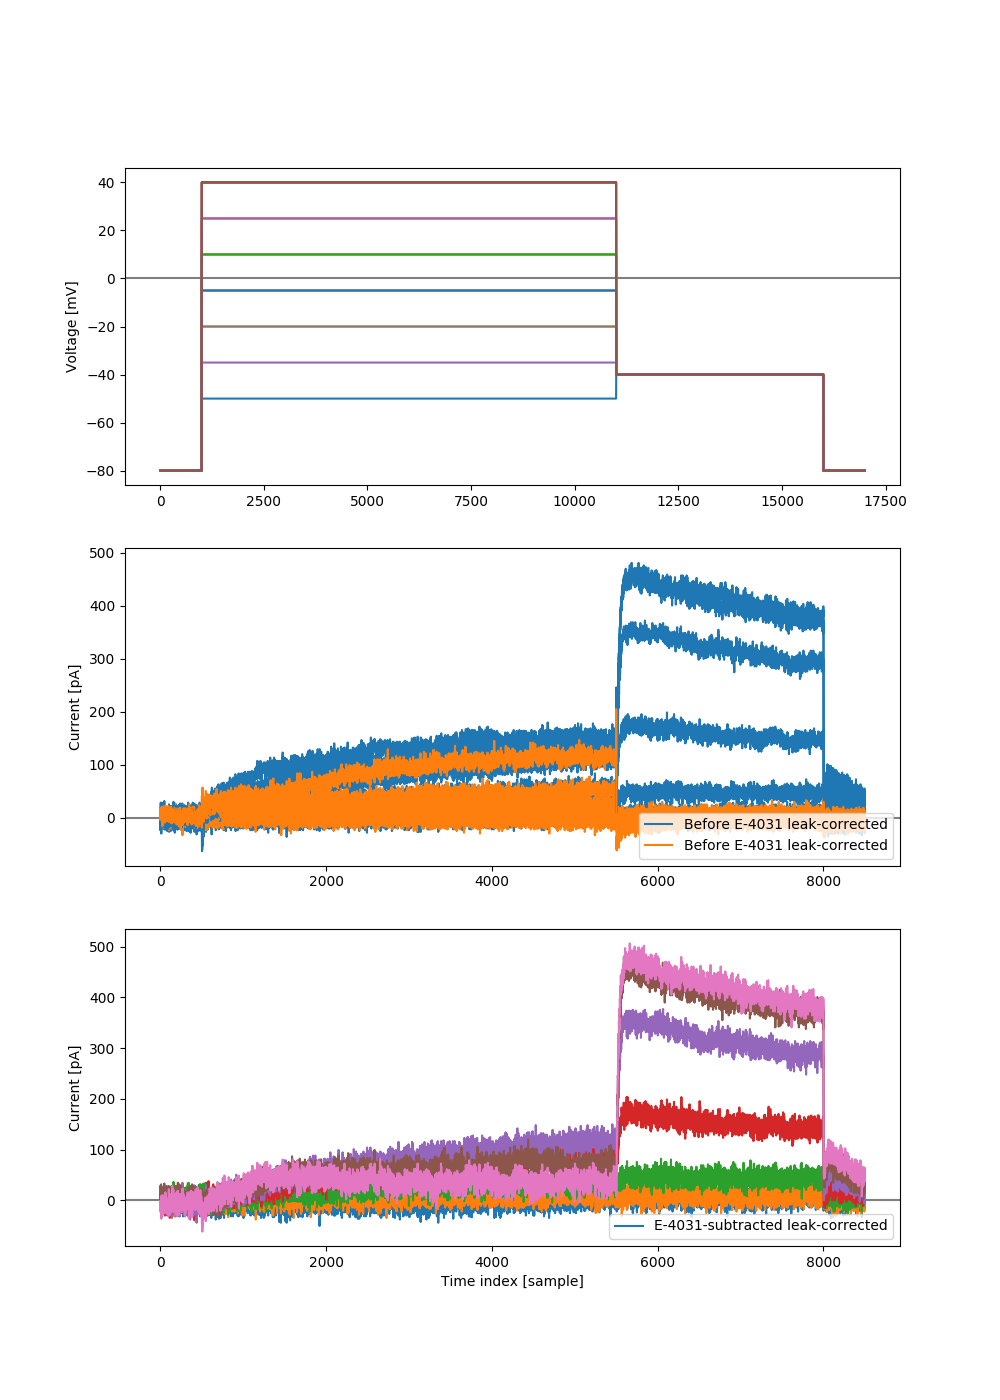 40
20
0
−20
−40
−60
−80
Voltage [mV]
0 2500 5000 7500 10000 12500 15000 17500
500
400
300
200
100
0
Current [pA]
Before E-4031 leak-corrected
Before E-4031 leak-corrected
0 2000 4000 6000 8000
500
400
300
200
100
0
Current [pA]
E-4031-subtracted leak-corrected
0 2000 4000 6000 8000
Time index [sample]